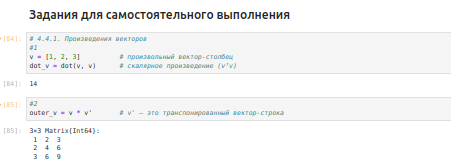 Задания для самостоятельного выполнения
[84]: # 4.4.1. Произведения векторов
#1
v = [1, 2, 3] # произвольный вектор-столбец
dot_v = dot(v, v) # скалярное произведение (v'v)
[84]: 14
[85]: #2
outer_v = v * v' # v' — это транспонированный вектор-строка
[85]: 3×3 Matrix{Int64}:
1 2 3
2 4 6
3 6 9